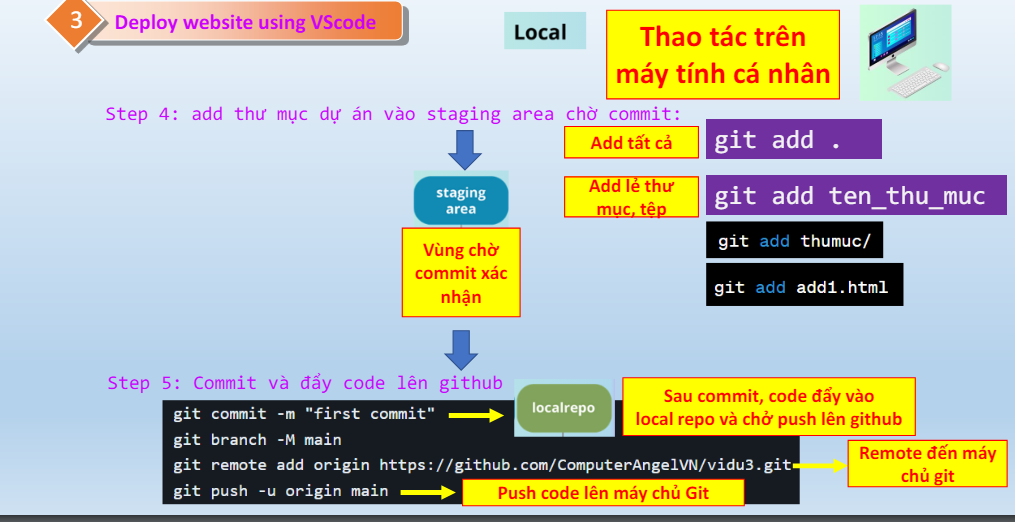 3
Deploy website using VScode
Local
Thao tác trên
máy tính cá nhân
Step 4: add thư mục dự án vào staging area chờ commit:
Add tất cả
git add .
staging
area
Add lẻ thư
mục, tệp
git add ten_thu_muc
Vùng chờ
commit xác
nhận
git add thumuc/
git add add1.html
Step 5: Commit và đẩy code lên github
git commit -m "first commit"
localrepo
Sau commit, code đẩy vào
local repo và chở push lên github
git branch -M main
git remote add origin https://github.com/ComputerAngelVN/vidu3.git
Remote đến máy
chủ git
git push -u origin main
Push code lên máy chủ Git